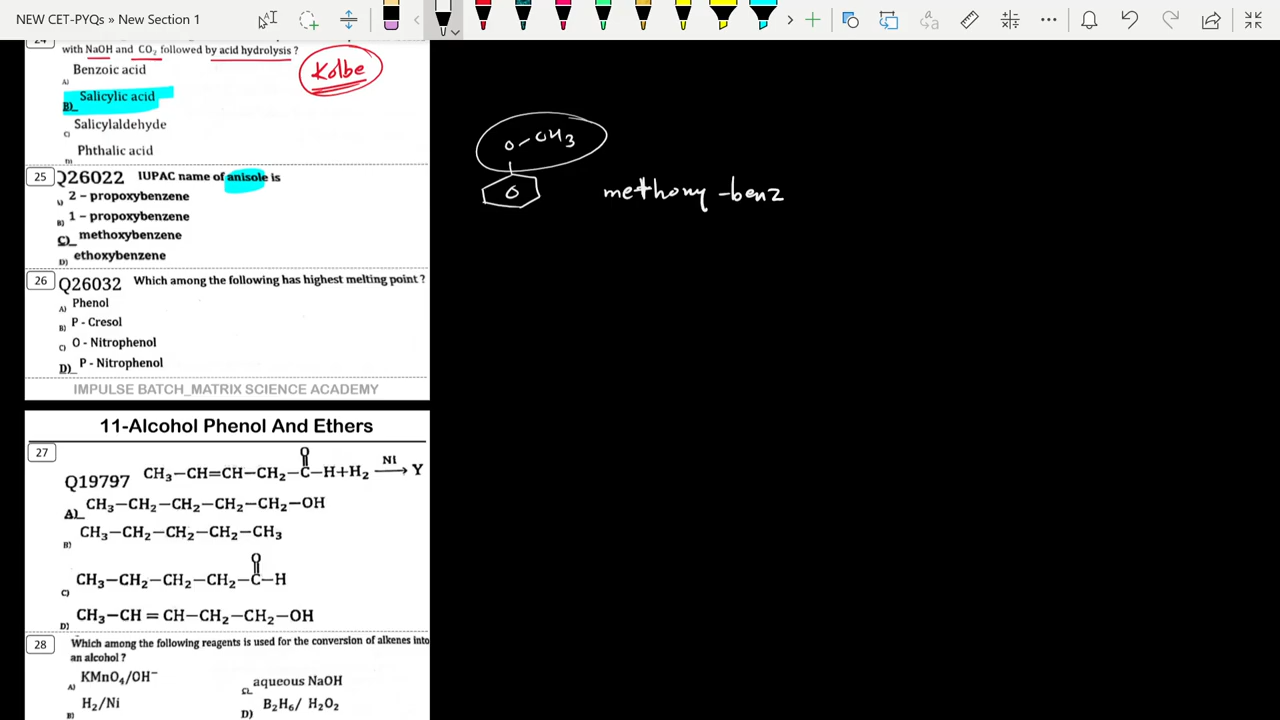 NEW CET-PYQs » New Section 1
with NaOH and CO₂ followed by acid hydrolysis ?
Kolbe
A) Benzoic acid
B) Salicylic acid
C) Salicylaldehyde
D) Phthalic acid
25 Q26022 IUPAC name of anisole is
A) 2 – propoxybenzene
B) 1 – propoxybenzene
C) methoxybenzene
D) ethoxybenzene
26 Q26032 Which among the following has highest melting point ?
A) Phenol
B) P - Cresol
C) O - Nitrophenol
D) P - Nitrophenol
IMPULSE BATCH_MATRIX SCIENCE ACADEMY
11-Alcohol Phenol And Ethers
27
Q19797 CH₃−CH=CH−CH₂−C(=O)−H+H₂ —Ni→ Y
A) CH₃−CH₂−CH₂−CH₂−CH₂−OH
B) CH₃−CH₂−CH₂−CH₂−CH₃
C) CH₃−CH₂−CH₂−CH₂−C(=O)−H
D) CH₃−CH = CH−CH₂−CH₂−OH
28 Which among the following reagents is used for the conversion of alkenes into
an alcohol ?
A) KMnO₄/OH⁻
C) aqueous NaOH
B) H₂/Ni
D) B₂H₆/ H₂O₂
O-CH3
methoxy-benz